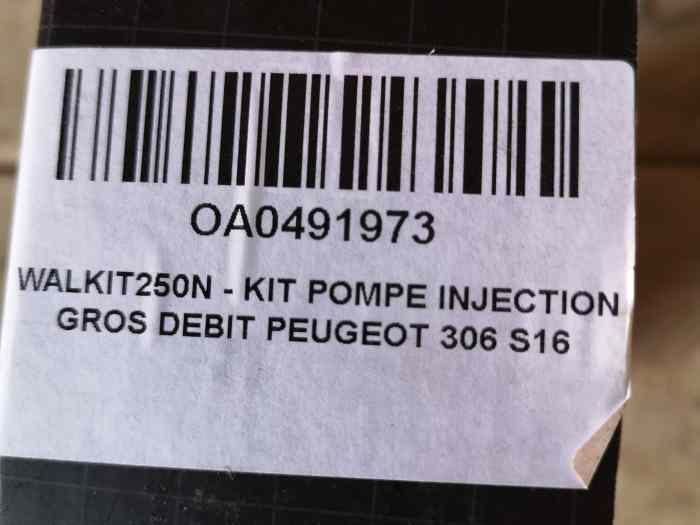 OA0491973
WALKIT250N - KIT POMPE INJECTION
GROS DEBIT PEUGEOT 306 S16